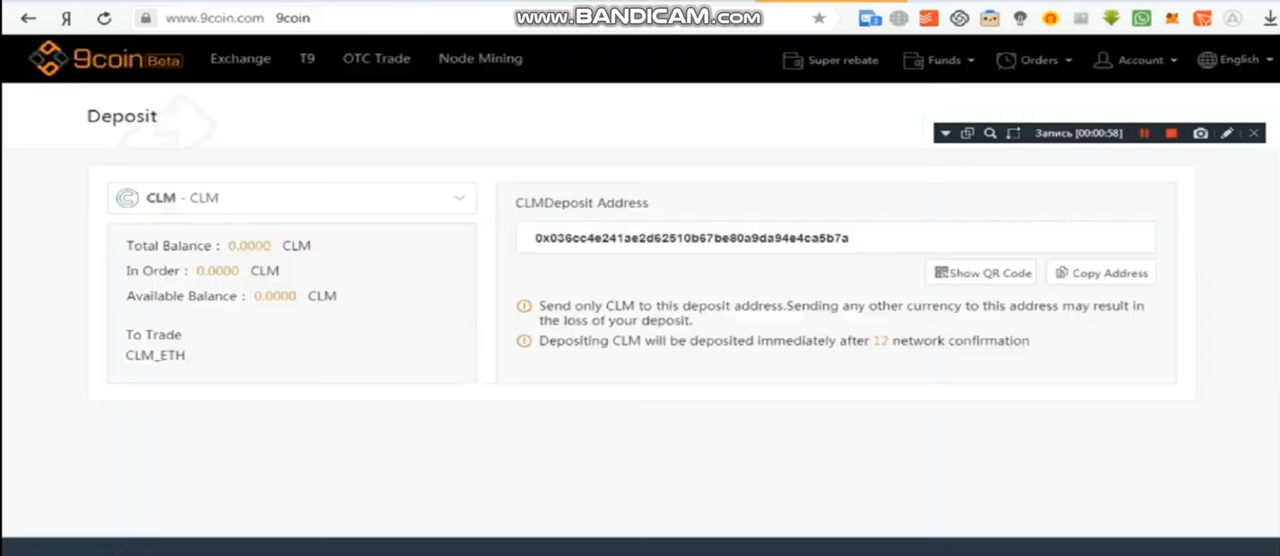 Я www.9coin.com 9coin
www.BANDICAM.com
9coin Beta Exchange T9 OTC Trade Node Mining Super rebate Funds Orders Account English
Deposit
Запись [00:00:58]
CLM - CLM
Total Balance : 0.0000 CLM
In Order : 0.0000 CLM
Available Balance : 0.0000 CLM
To Trade
CLM_ETH
CLMDeposit Address
0x036cc4e241ae2d62510b67be80a9da94e4ca5b7a
Show QR Code Copy Address
Send only CLM to this deposit address.Sending any other currency to this address may result in
the loss of your deposit.
Depositing CLM will be deposited immediately after 12 network confirmation